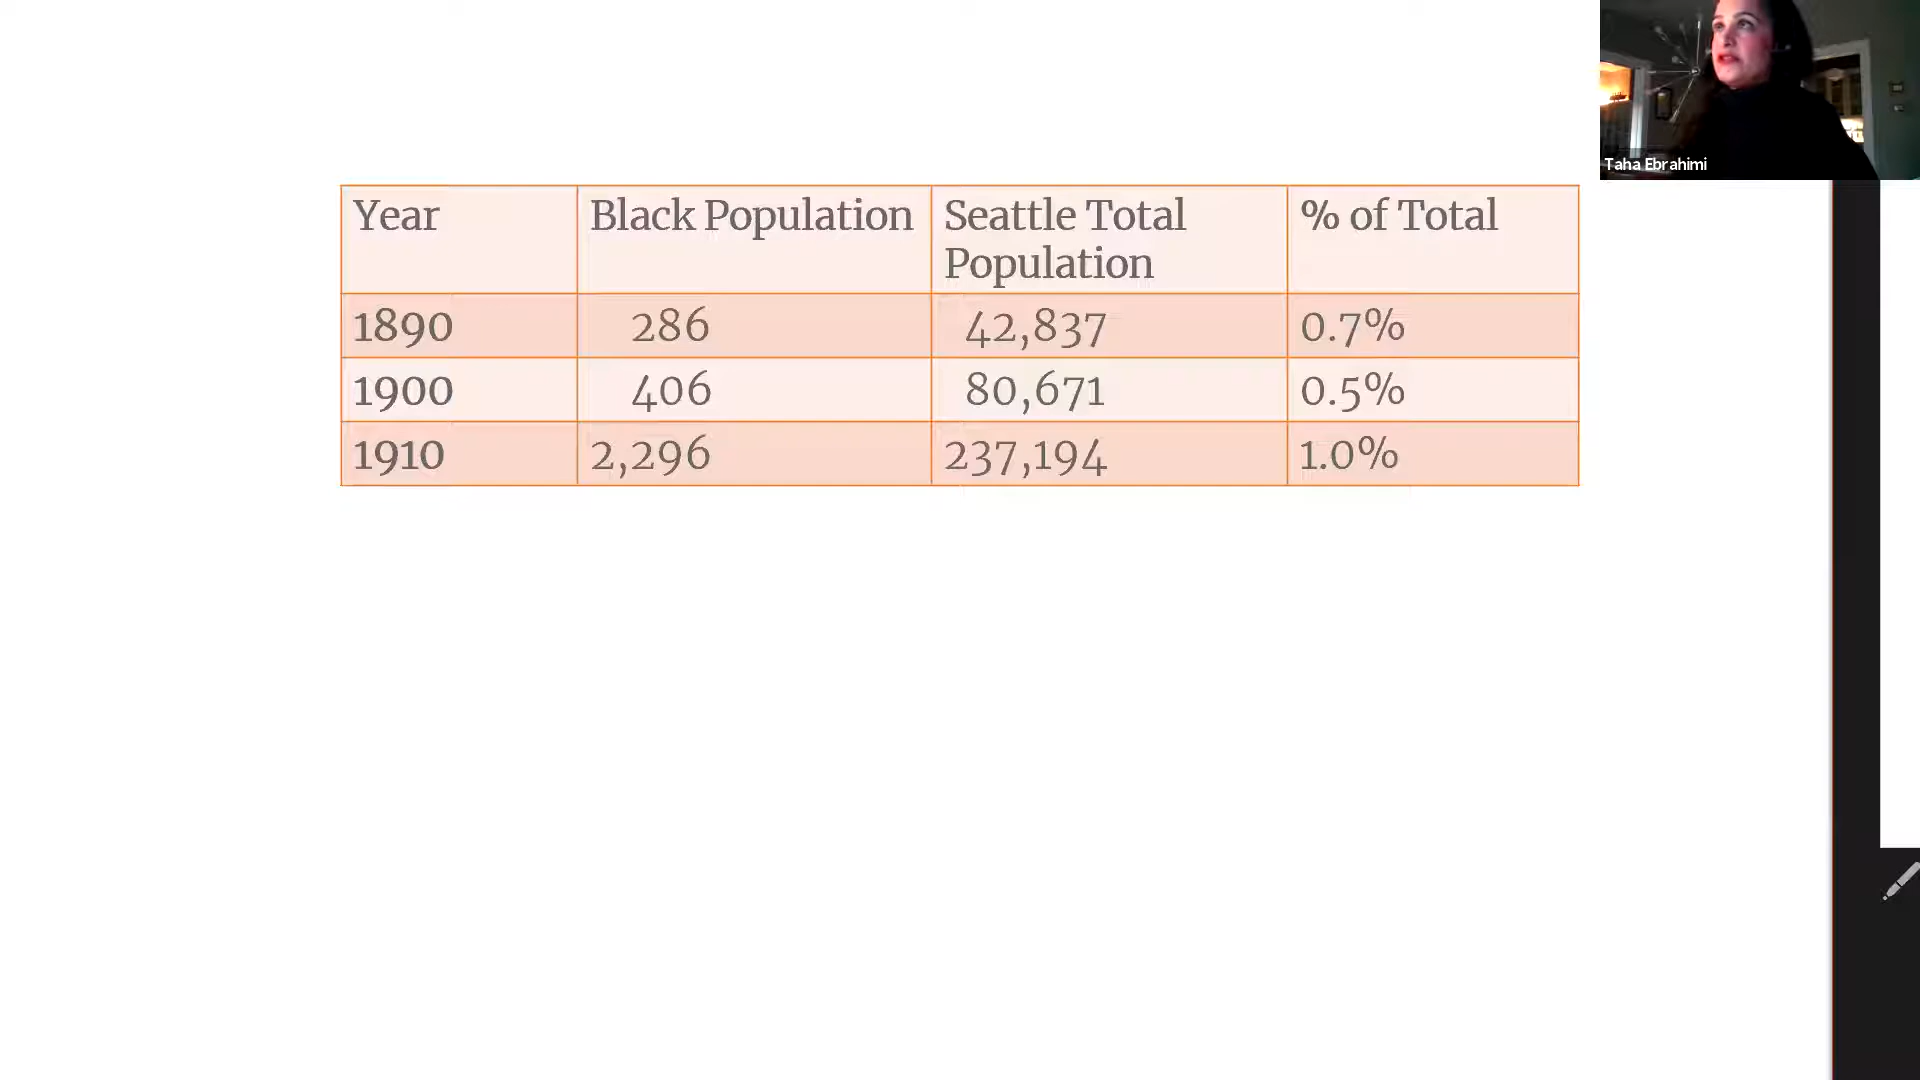 Taha Ebrahimi
Year Black Population Seattle Total Population % of Total
1890 286 42,837 0.7%
1900 406 80,671 0.5%
1910 2,296 237,194 1.0%